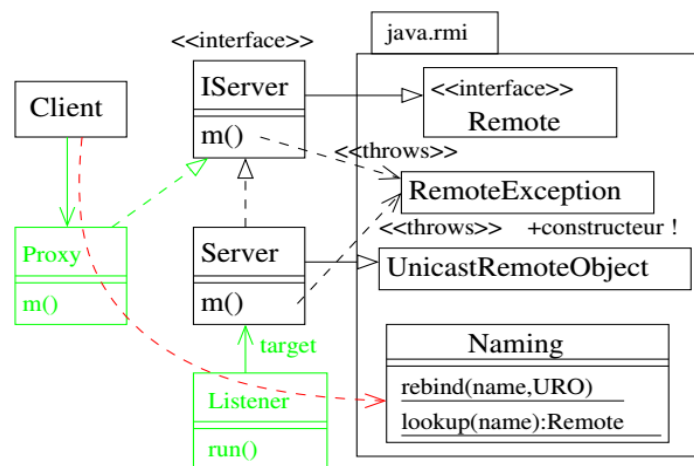 <<interface>>
java.rmi
Client
IServer
m()
<<interface>>
Remote
<<throws>>
RemoteException
<<throws>> +constructeur !
Proxy
m()
Server
m()
UnicastRemoteObject
target
Naming
rebind(name,URO)
lookup(name):Remote
Listener
run()